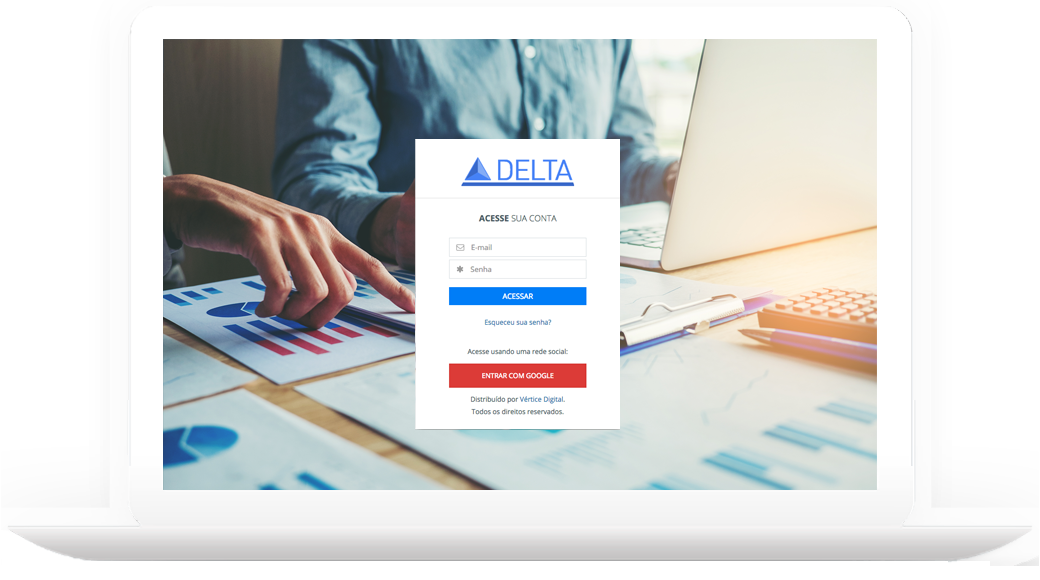 DELTA
ACESSE SUA CONTA
E-mail
Senha
ACESSAR
Esqueceu sua senha?
Acesse usando uma rede social:
ENTRAR COM GOOGLE
Distribuído por Vértice Digital.
Todos os direitos reservados.